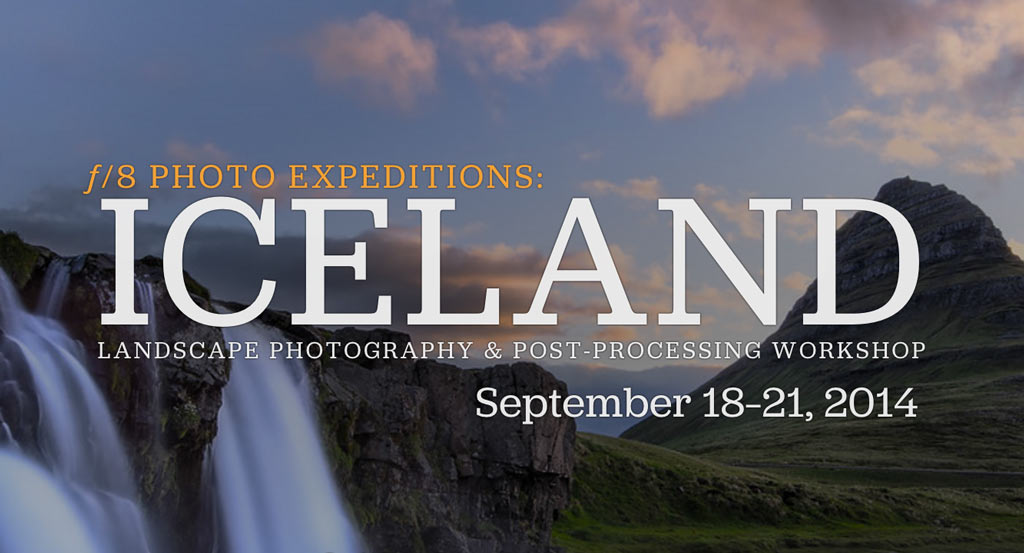 f/8 PHOTO EXPEDITIONS:
ICELAND
LANDSCAPE PHOTOGRAPHY & POST-PROCESSING WORKSHOP
September 18-21, 2014